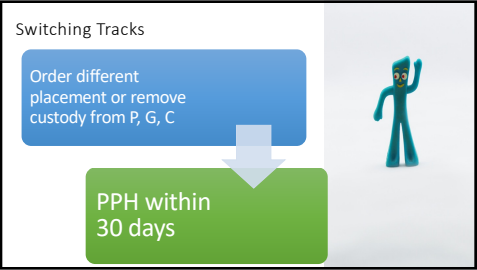 Switching Tracks
Order different
placement or remove
custody from P, G, C
PPH within
30 days